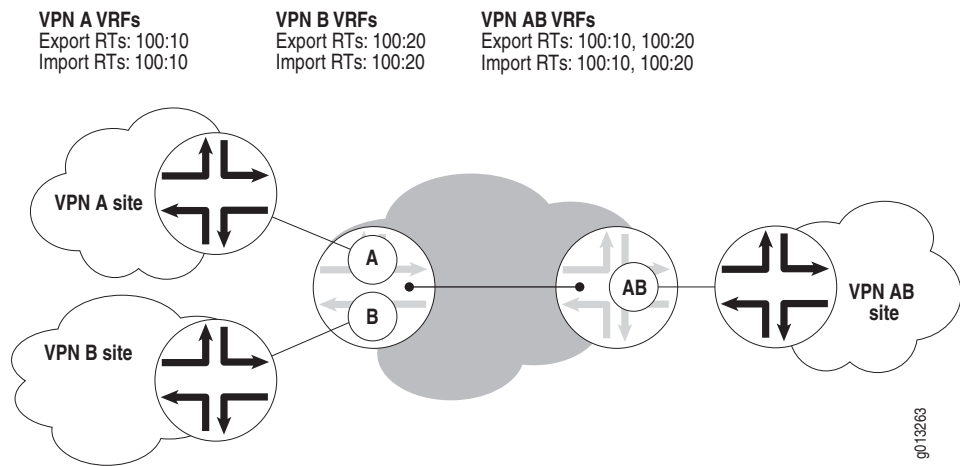 VPN A VRFs
Export RTs: 100:10
Import RTs: 100:10
VPN B VRFs
Export RTs: 100:20
Import RTs: 100:20
VPN AB VRFs
Export RTs: 100:10, 100:20
Import RTs: 100:10, 100:20
VPN A site
A
B
AB
VPN AB
site
VPN B site
g013263